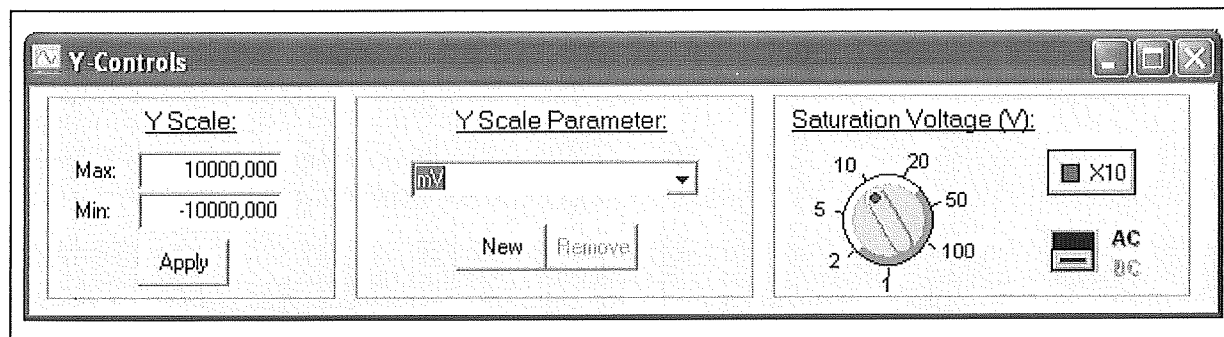 Y-Controls
Y Scale:
Max: 10000,000
Min: -10000,000
Apply
Y Scale Parameter:
mV
New Remove
Saturation Voltage (V):
1
2
5
10
20
50
100
X10
AC
DC